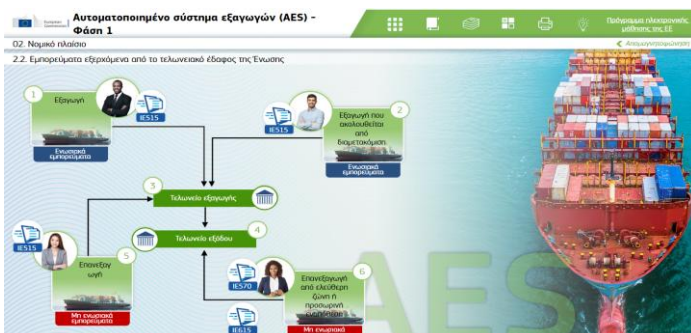 Αυτοματοποιημένο σύστημα εξαγωγών (AES) –
Φάση 1
Πρόγραμμα ηλεκτρονικής
μάθησης της ΕΕ
02. Νομικό πλαίσιο
Απομαγνητοφώνηση
2.2. Εμπορεύματα εξερχόμενα από το τελωνειακό έδαφος της Ένωσης
1
Εξαγωγή
IE515
Ενωσιακά
εμπορεύματα
2
Εξαγωγή που
ακολουθείται
από
διαμετακόμιση
IE515
Ενωσιακά
εμπορεύματα
3
Τελωνείο εξαγωγής
4
Τελωνείο εξόδου
5
IE515
Επανεξαγ
ωγή
Μη ενωσιακά
εμπορεύματα
6
IE570
Επανεξαγωγή
από ελεύθερη
ζώνη ή
προσωρινή
IE615
Μη ενωσιακά
AES